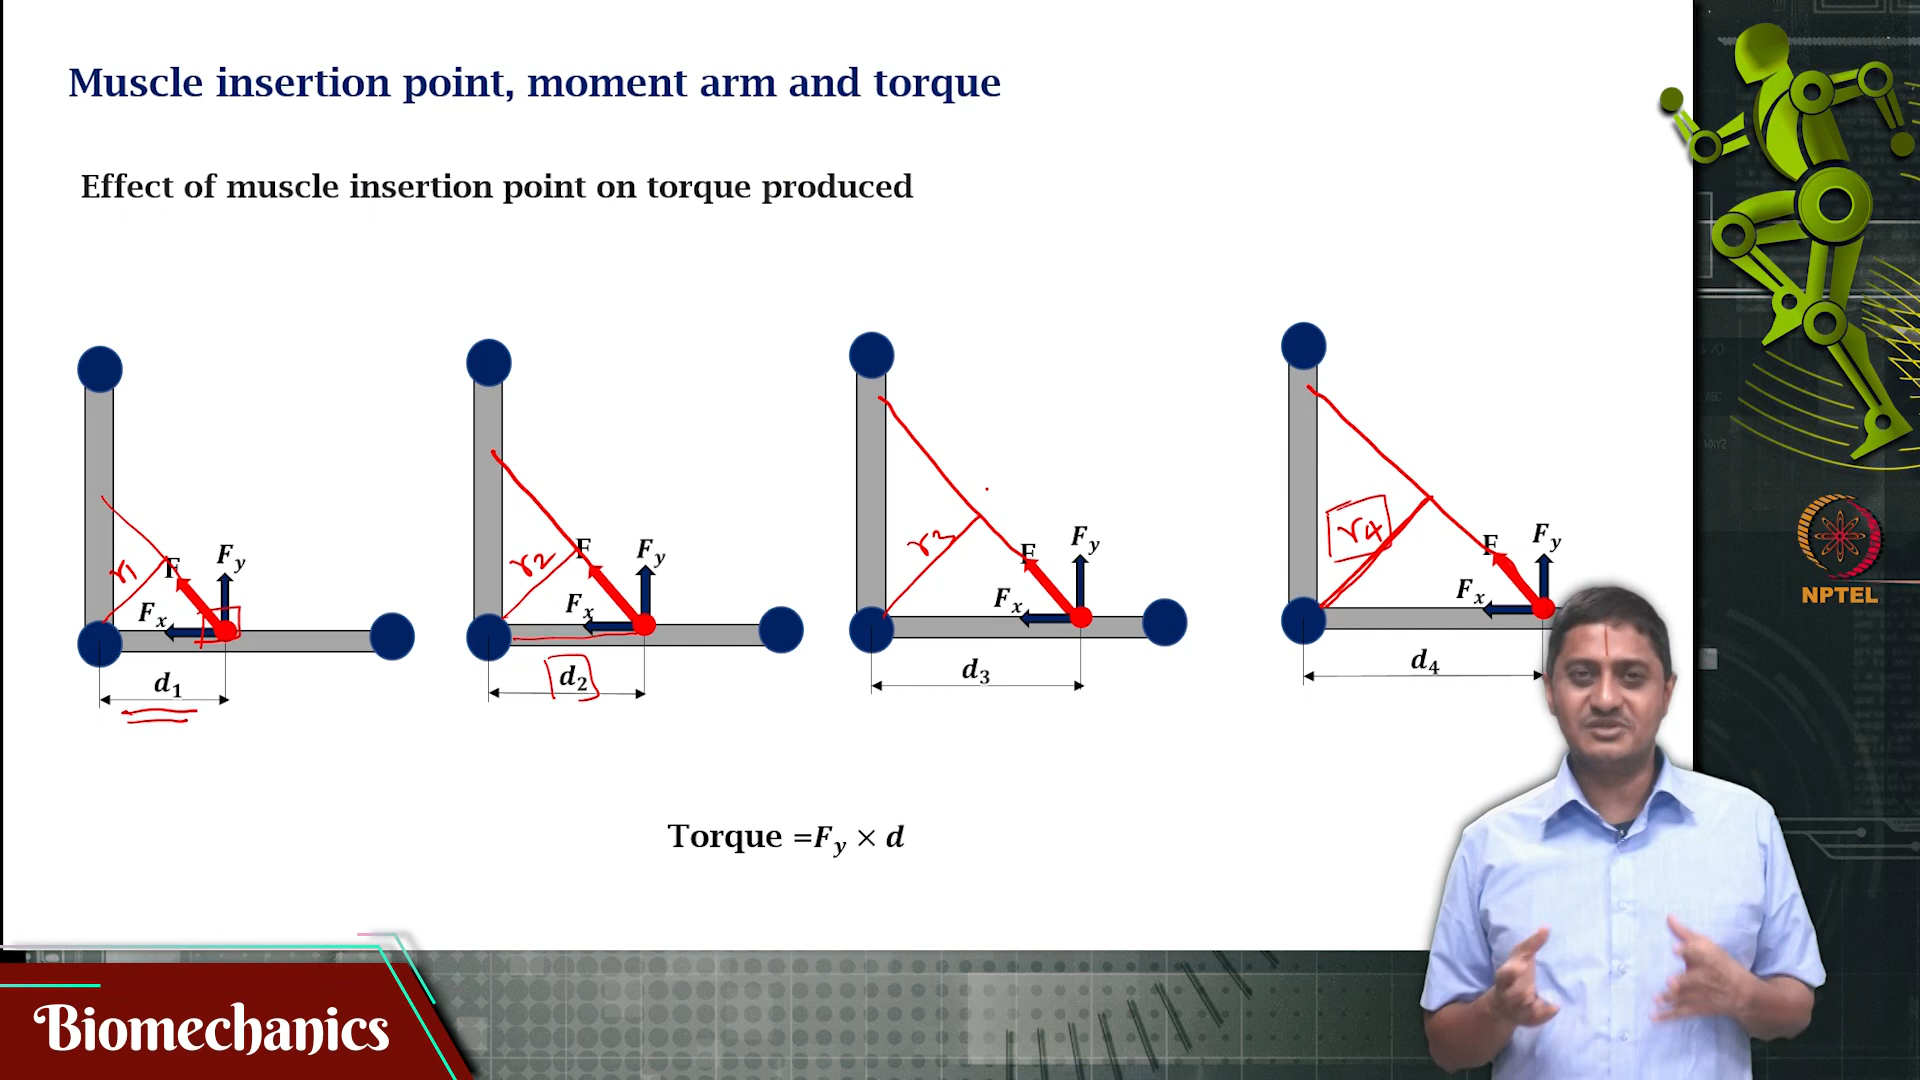 Muscle insertion point, moment arm and torque
Effect of muscle insertion point on torque produced
r1 F Fy
Fx
d1
r2 F Fy
Fx
d2
r3 F Fy
Fx
d3
r4 F Fy
Fx
d4
Torque =Fy × d
NPTEL
Biomechanics